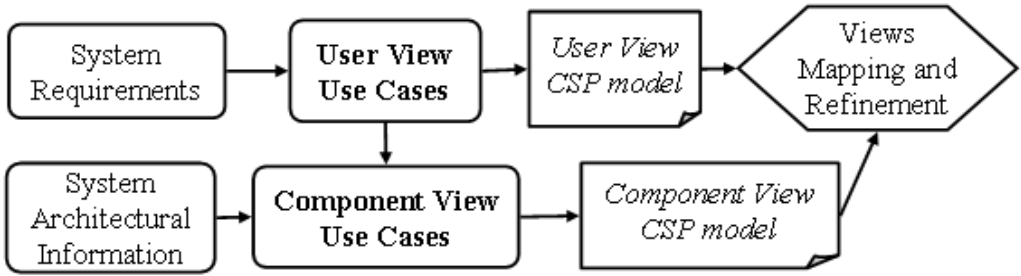 System
Requirements
User View
Use Cases
User View
CSP model
Views
Mapping and
Refinement
System
Architectural
Information
Component View
Use Cases
Component View
CSP model